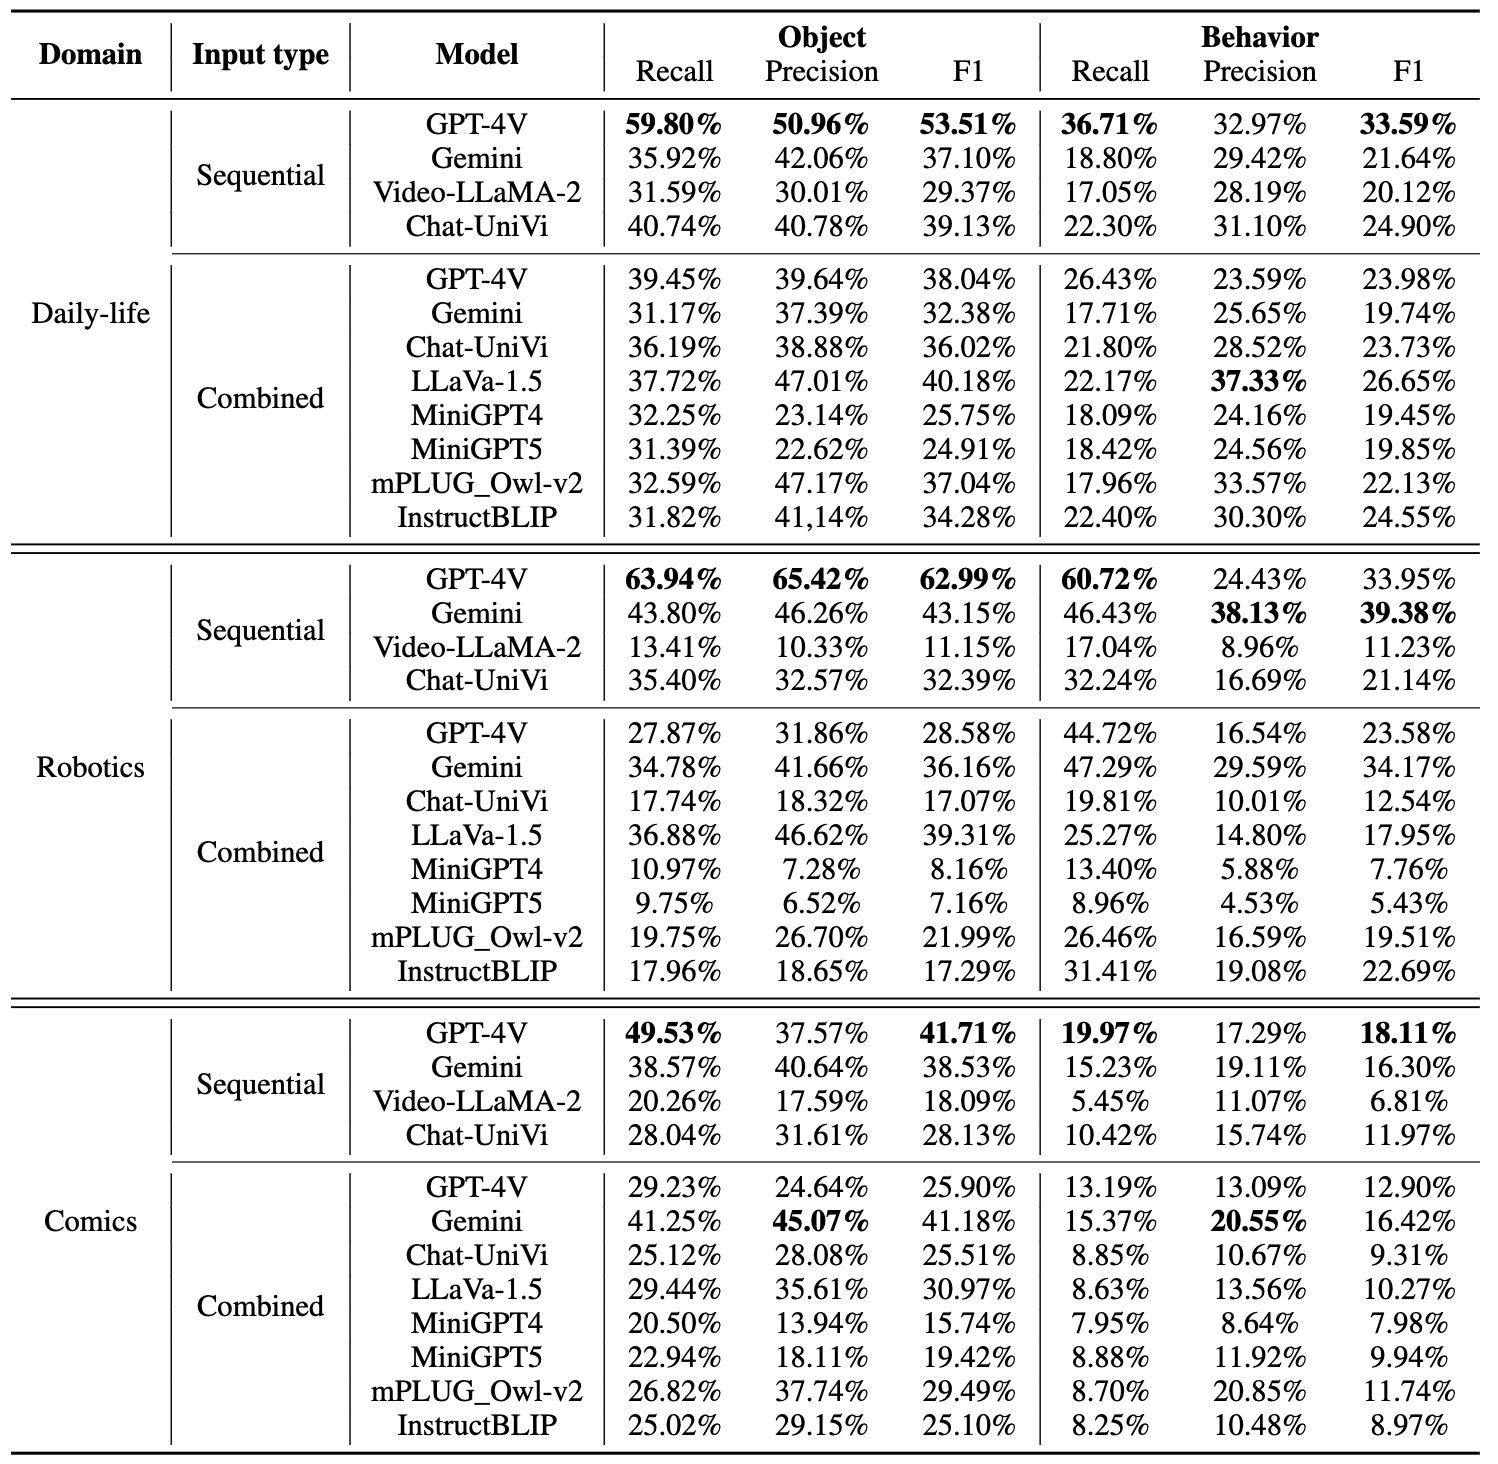 Domain Input type Model Object Behavior
Recall Precision F1 Recall Precision F1
Daily-life Sequential GPT-4V 59.80% 50.96% 53.51% 36.71% 32.97% 33.59%
Gemini 35.92% 42.06% 37.10% 18.80% 29.42% 21.64%
Video-LLaMA-2 31.59% 30.01% 29.37% 17.05% 28.19% 20.12%
Chat-UniVi 40.74% 40.78% 39.13% 22.30% 31.10% 24.90%
Combined GPT-4V 39.45% 39.64% 38.04% 26.43% 23.59% 23.98%
Gemini 31.17% 37.39% 32.38% 17.71% 25.65% 19.74%
Chat-UniVi 36.19% 38.88% 36.02% 21.80% 28.52% 23.73%
LLaVa-1.5 37.72% 47.01% 40.18% 22.17% 37.33% 26.65%
MiniGPT4 32.25% 23.14% 25.75% 18.09% 24.16% 19.45%
MiniGPT5 31.39% 22.62% 24.91% 18.42% 24.56% 19.85%
mPLUG_Owl-v2 32.59% 47.17% 37.04% 17.96% 33.57% 22.13%
InstructBLIP 31.82% 41,14% 34.28% 22.40% 30.30% 24.55%
Robotics Sequential GPT-4V 63.94% 65.42% 62.99% 60.72% 24.43% 33.95%
Gemini 43.80% 46.26% 43.15% 46.43% 38.13% 39.38%
Video-LLaMA-2 13.41% 10.33% 11.15% 17.04% 8.96% 11.23%
Chat-UniVi 35.40% 32.57% 32.39% 32.24% 16.69% 21.14%
Combined GPT-4V 27.87% 31.86% 28.58% 44.72% 16.54% 23.58%
Gemini 34.78% 41.66% 36.16% 47.29% 29.59% 34.17%
Chat-UniVi 17.74% 18.32% 17.07% 19.81% 10.01% 12.54%
LLaVa-1.5 36.88% 46.62% 39.31% 25.27% 14.80% 17.95%
MiniGPT4 10.97% 7.28% 8.16% 13.40% 5.88% 7.76%
MiniGPT5 9.75% 6.52% 7.16% 8.96% 4.53% 5.43%
mPLUG_Owl-v2 19.75% 26.70% 21.99% 26.46% 16.59% 19.51%
InstructBLIP 17.96% 18.65% 17.29% 31.41% 19.08% 22.69%
Comics Sequential GPT-4V 49.53% 37.57% 41.71% 19.97% 17.29% 18.11%
Gemini 38.57% 40.64% 38.53% 15.23% 19.11% 16.30%
Video-LLaMA-2 20.26% 17.59% 18.09% 5.45% 11.07% 6.81%
Chat-UniVi 28.04% 31.61% 28.13% 10.42% 15.74% 11.97%
Combined GPT-4V 29.23% 24.64% 25.90% 13.19% 13.09% 12.90%
Gemini 41.25% 45.07% 41.18% 15.37% 20.55% 16.42%
Chat-UniVi 25.12% 28.08% 25.51% 8.85% 10.67% 9.31%
LLaVa-1.5 29.44% 35.61% 30.97% 8.63% 13.56% 10.27%
MiniGPT4 20.50% 13.94% 15.74% 7.95% 8.64% 7.98%
MiniGPT5 22.94% 18.11% 19.42% 8.88% 11.92% 9.94%
mPLUG_Owl-v2 26.82% 37.74% 29.49% 8.70% 20.85% 11.74%
InstructBLIP 25.02% 29.15% 25.10% 8.25% 10.48% 8.97%